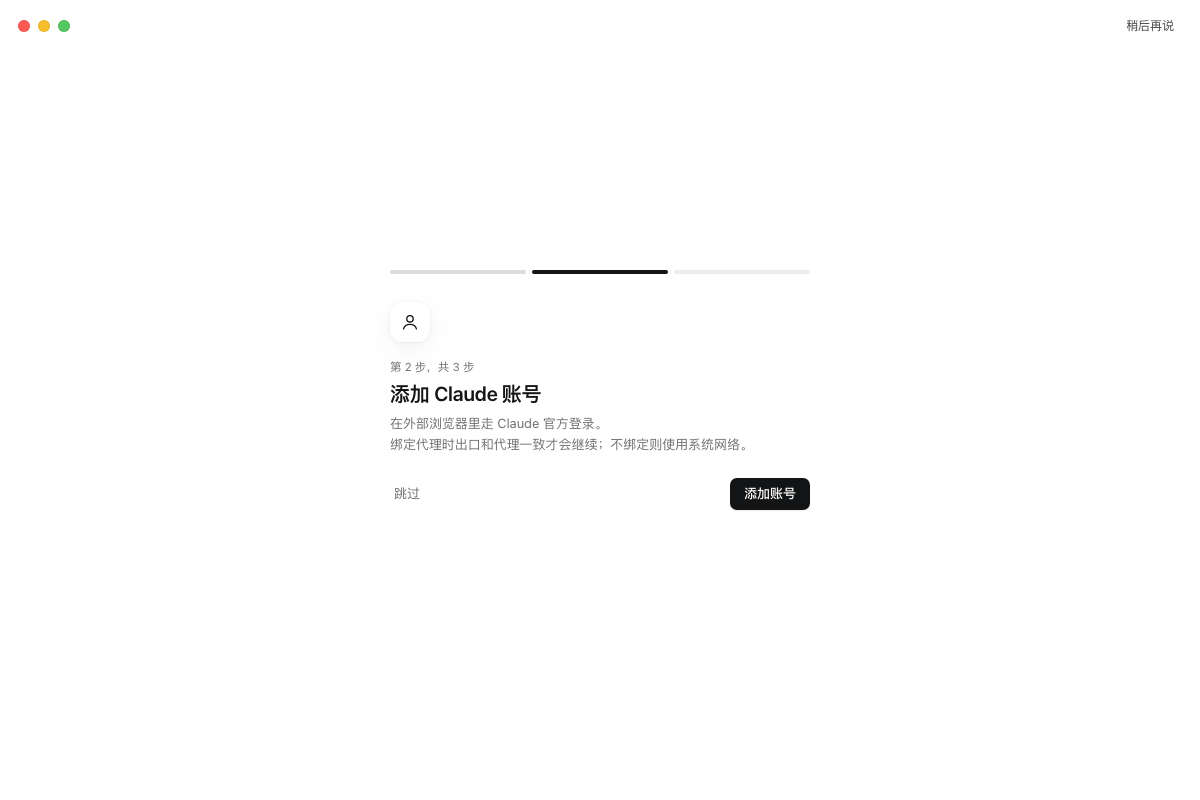 稍后再说
第 2 步，共 3 步
添加 Claude 账号
在外部浏览器里走 Claude 官方登录。
绑定代理时出口和代理一致才会继续；不绑定则使用系统网络。
跳过
添加账号